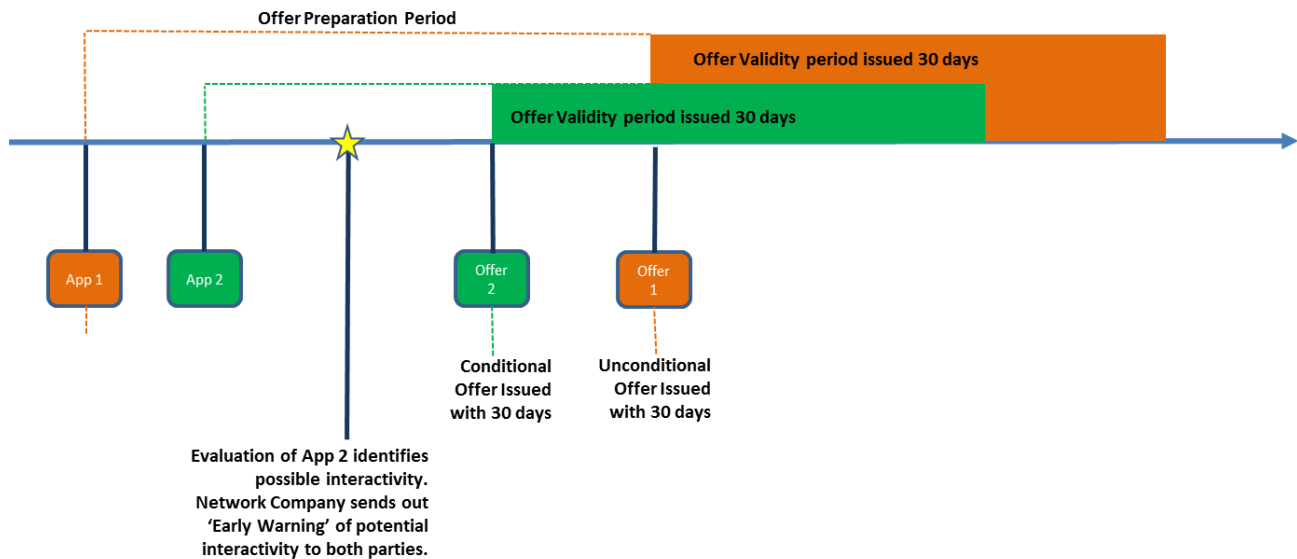 Offer Preparation Period
Offer Validity period issued 30 days
Offer Validity period issued 30 days
App 1
App 2
Offer
2
Offer
1
Conditional
Offer Issued
with 30 days
Unconditional
Offer Issued
with 30 days
Evaluation of App 2 identifies
possible interactivity.
Network Company sends out
‘Early Warning’ of potential
interactivity to both parties.